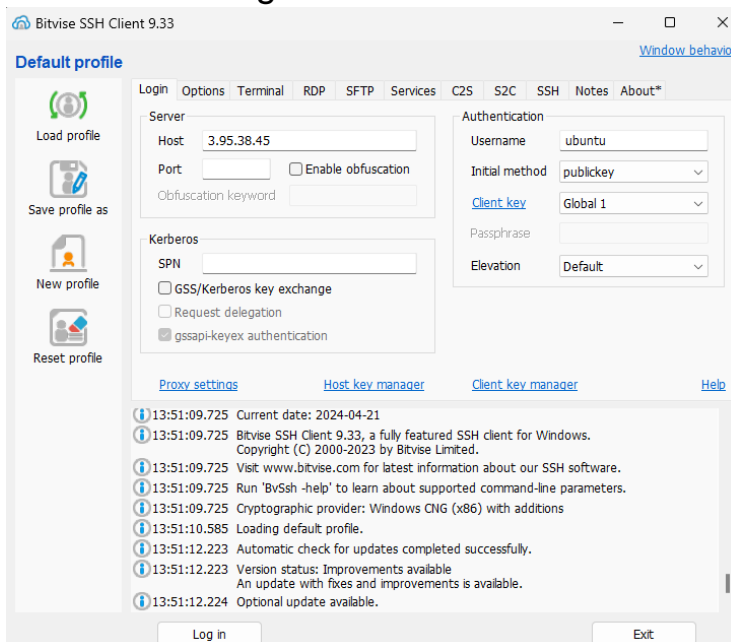 Bitvise SSH Client 9.33
Default profile
Window behavio
Load profile
Save profile as
New profile
Reset profile
Login Options Terminal RDP SFTP Services C2S S2C SSH Notes About*
Server
Host 3.95.38.45
Port Enable obfuscation
Obfuscation keyword
Kerberos
SPN
GSS/Kerberos key exchange
Request delegation
gssapi-keyex authentication
Authentication
Username ubuntu
Initial method publickey
Client key Global 1
Passphrase
Elevation Default
Proxy settings Host key manager Client key manager Help
13:51:09.725 Current date: 2024-04-21
13:51:09.725 Bitvise SSH Client 9.33, a fully featured SSH client for Windows.
Copyright (C) 2000-2023 by Bitvise Limited.
13:51:09.725 Visit www.bitvise.com for latest information about our SSH software.
13:51:09.725 Run 'BvSsh -help' to learn about supported command-line parameters.
13:51:09.725 Cryptographic provider: Windows CNG (x86) with additions
13:51:10.585 Loading default profile.
13:51:12.223 Automatic check for updates completed successfully.
13:51:12.223 Version status: Improvements available
An update with fixes and improvements is available.
13:51:12.224 Optional update available.
Log in Exit